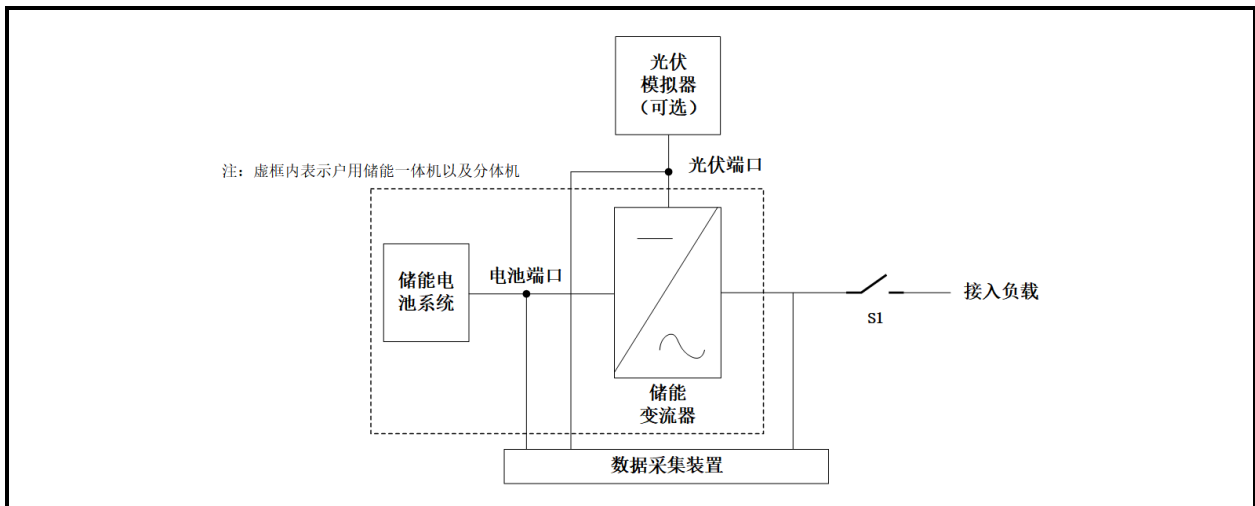 光伏
模拟器
（可选）
光伏端口
注：虚框内表示户用储能一体机以及分体机
储能电
池系统
电池端口
接入负载
S1
储能
变流器
数据采集装置